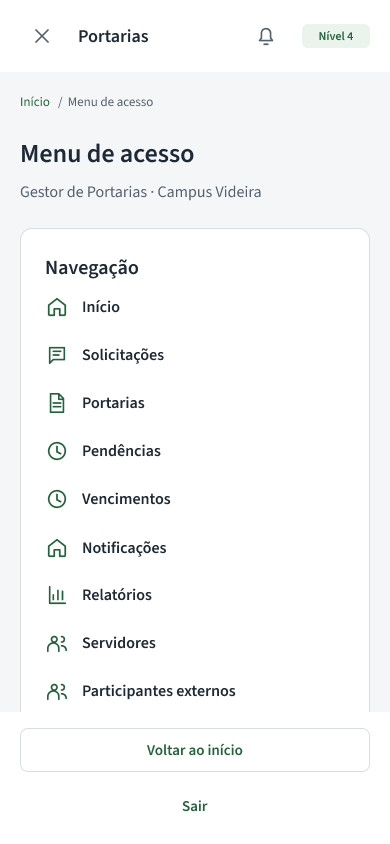 Portarias
Nível 4
Início / Menu de acesso
Menu de acesso
Gestor de Portarias · Campus Videira
Navegação
Início
Solicitações
Portarias
Pendências
Vencimentos
Notificações
Relatórios
Servidores
Participantes externos
Voltar ao início
Sair